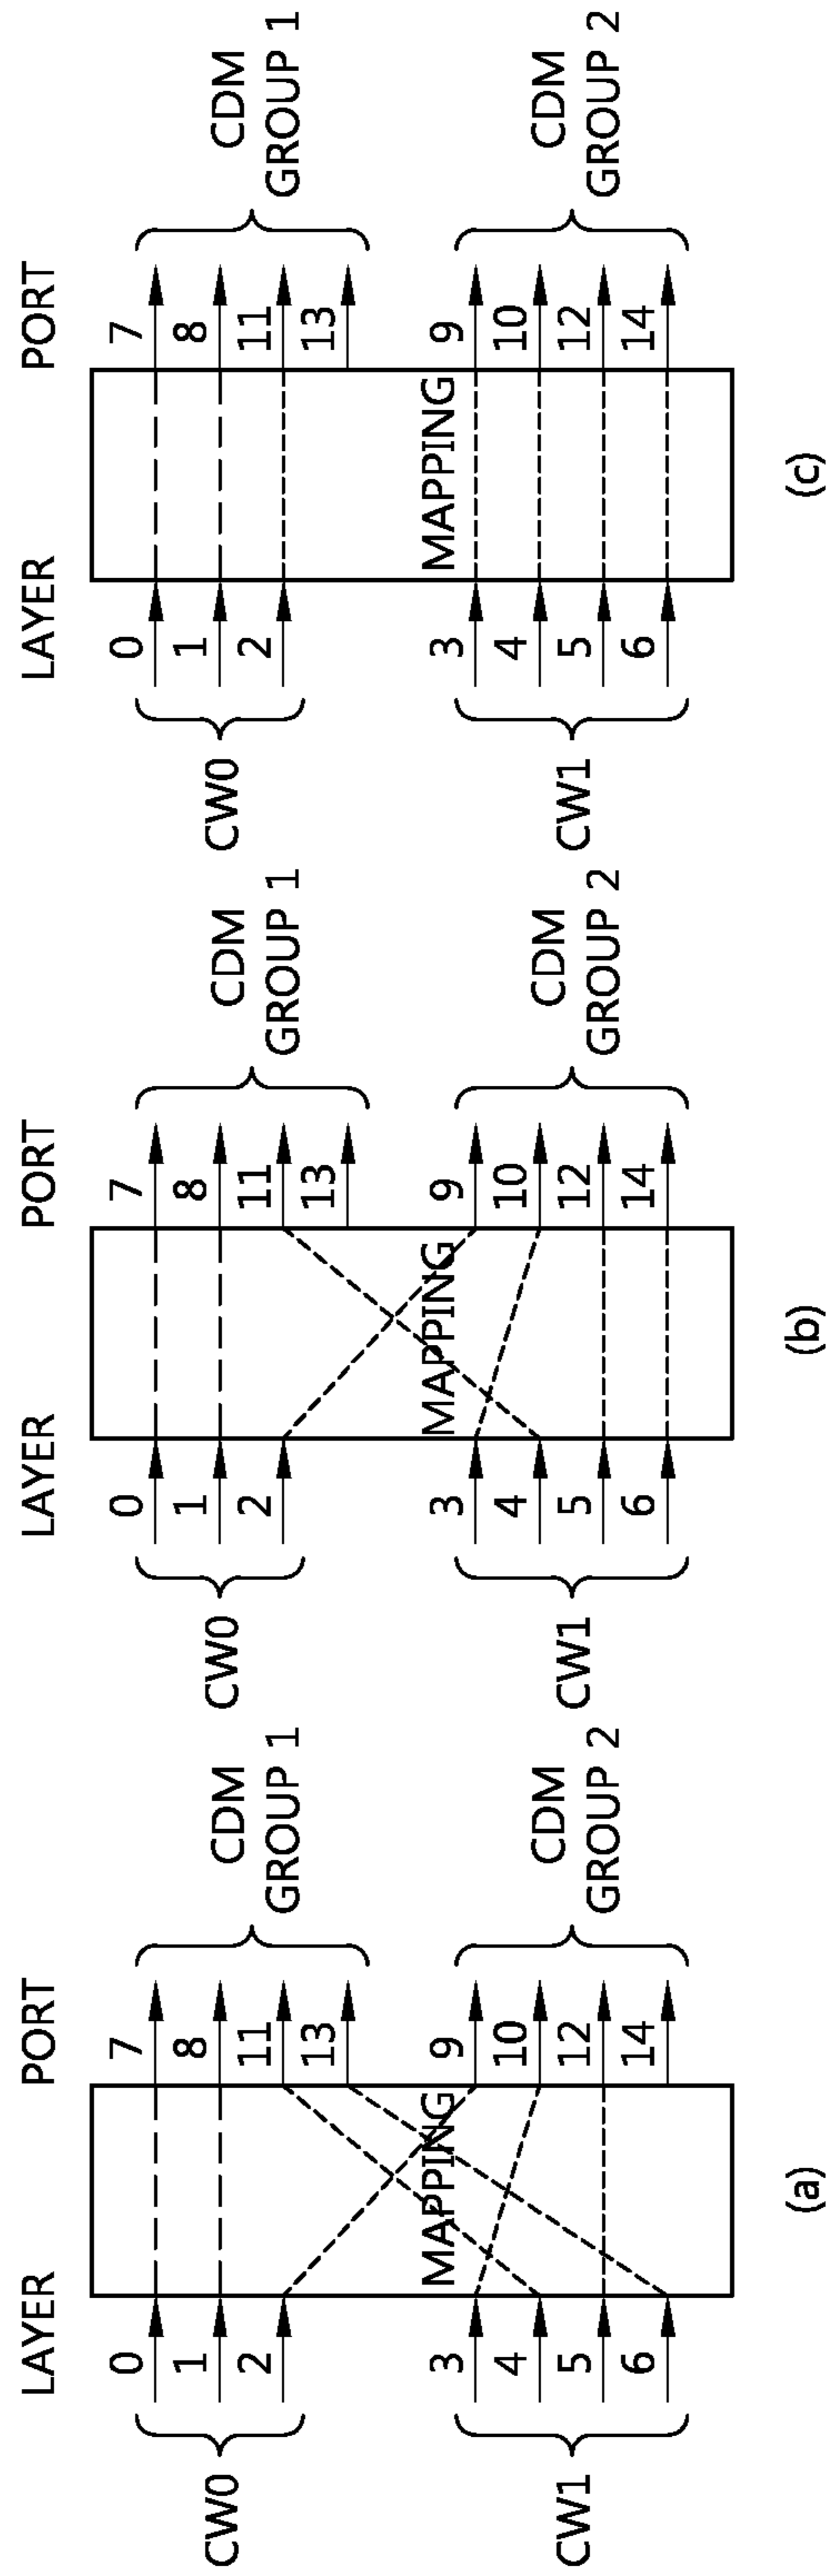 LAYER PORT
0 7
1 8
2 11
13
CW0
CDM
GROUP 1
MAPPING
3 9
4 10
5 12
6 14
CW1
CDM
GROUP 2
(a)
LAYER PORT
0 7
1 8
2 11
13
CW0
CDM
GROUP 1
MAPPING
3 9
4 10
5 12
6 14
CW1
CDM
GROUP 2
(b)
LAYER PORT
0 7
1 8
2 11
13
CW0
CDM
GROUP 1
MAPPING
3 9
4 10
5 12
6 14
CW1
CDM
GROUP 2
(c)